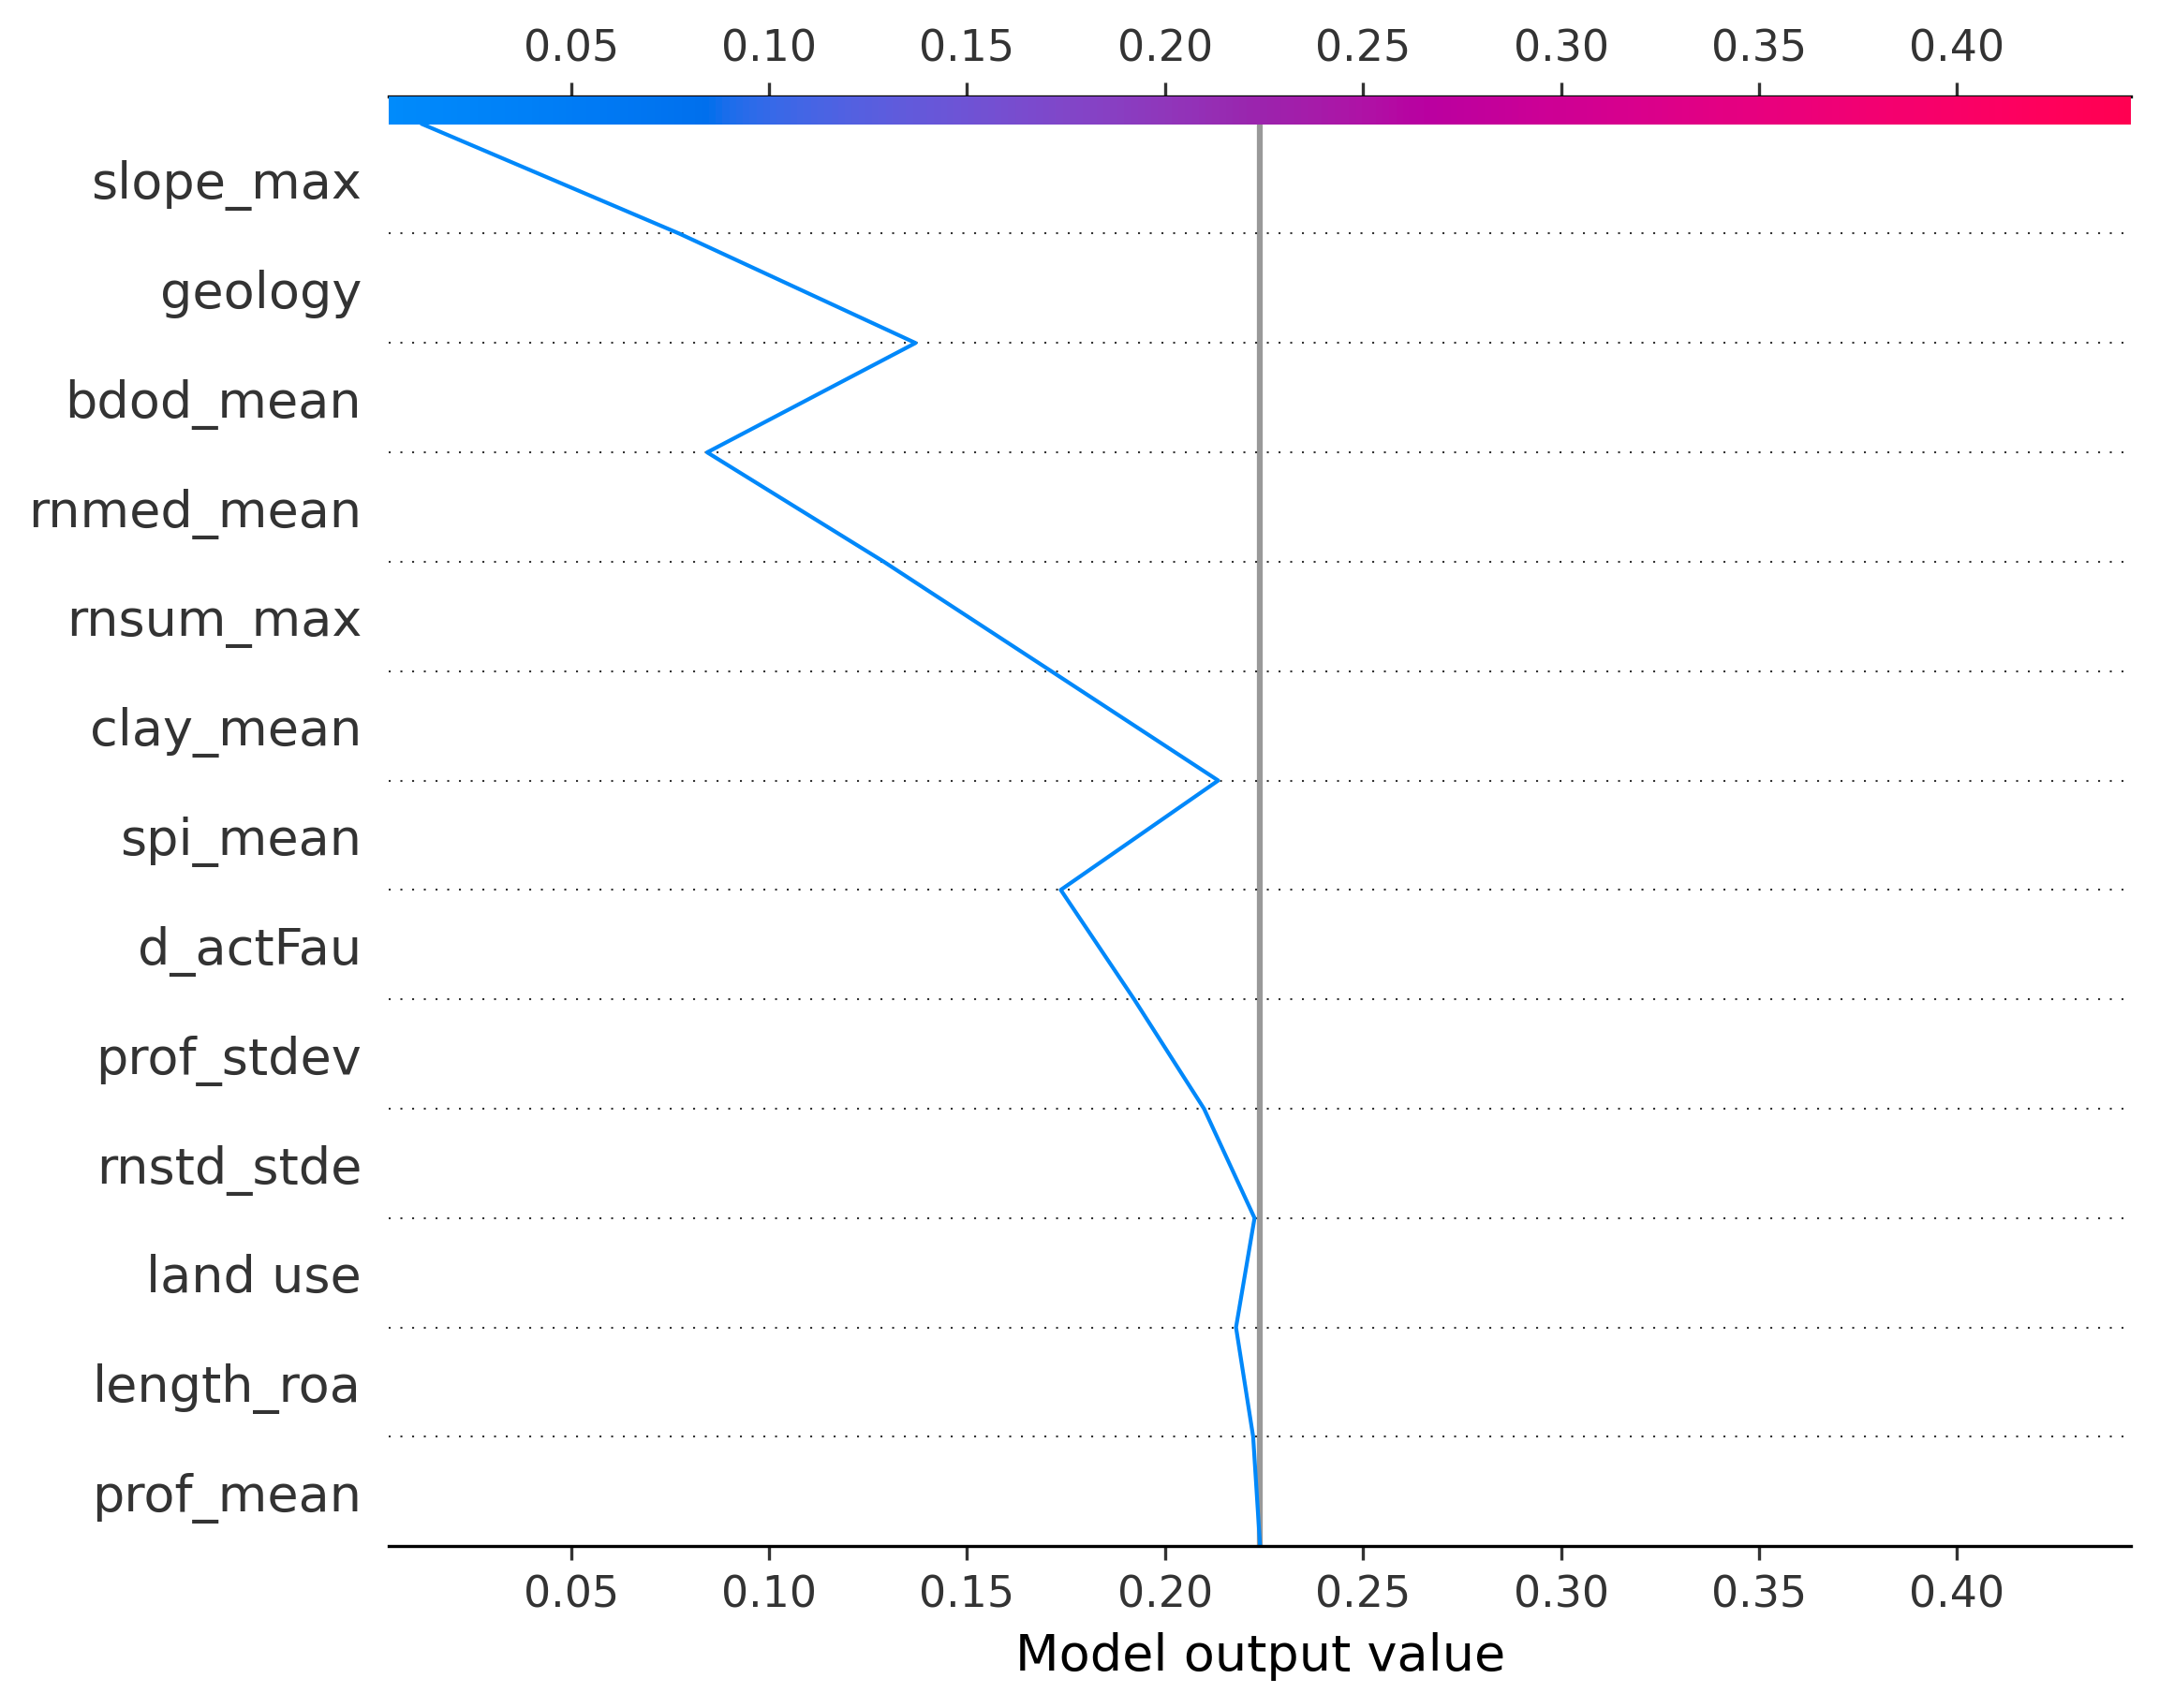 0.05 0.10 0.15 0.20 0.25 0.30 0.35 0.40
slope_max
geology
bdod_mean
rnmed_mean
rnsum_max
clay_mean
spi_mean
d_actFau
prof_stdev
rnstd_stde
land use
length_roa
prof_mean
0.05 0.10 0.15 0.20 0.25 0.30 0.35 0.40
Model output value